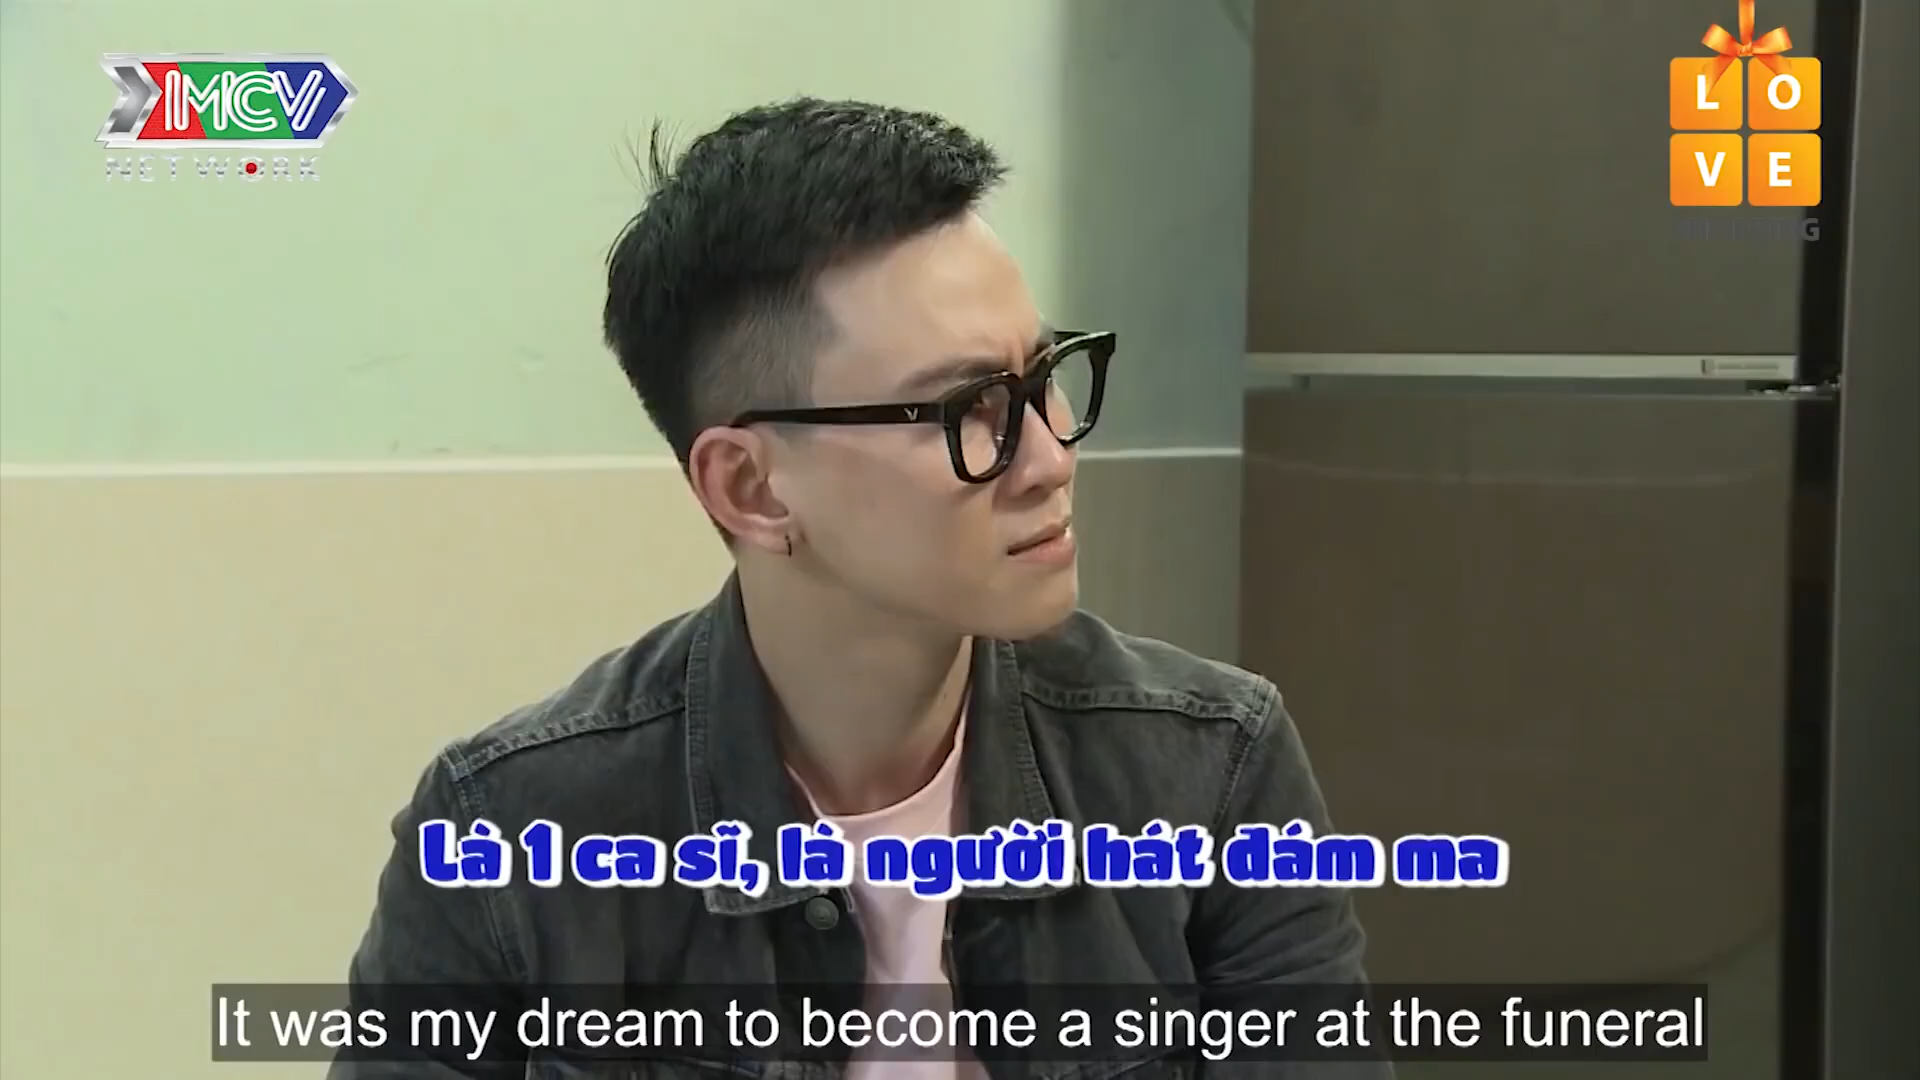 MCV
NETWORK
L O
V E
Là 1 ca sĩ, là người hát đám ma
It was my dream to become a singer at the funeral